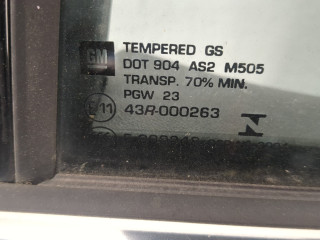 GM
TEMPERED GS
DOT 904 AS2 M505
TRANSP. 70% MIN.
PGW 23
E11 43R-000263
N